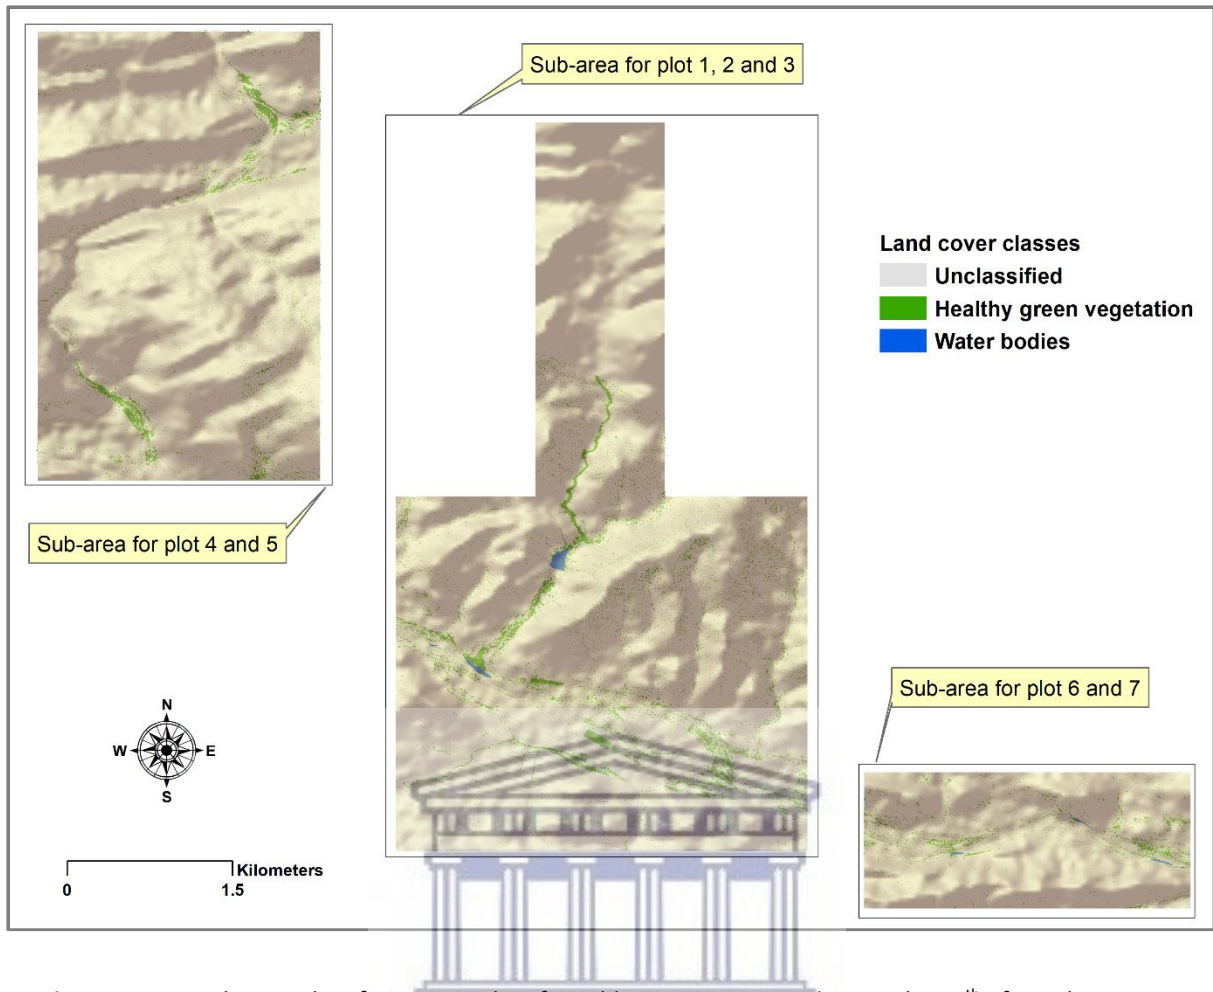 Sub-area for plot 1, 2 and 3
Land cover classes
Unclassified
Healthy green vegetation
Water bodies
Sub-area for plot 4 and 5
Sub-area for plot 6 and 7
N
W
E
S
Kilometers
0
1.5